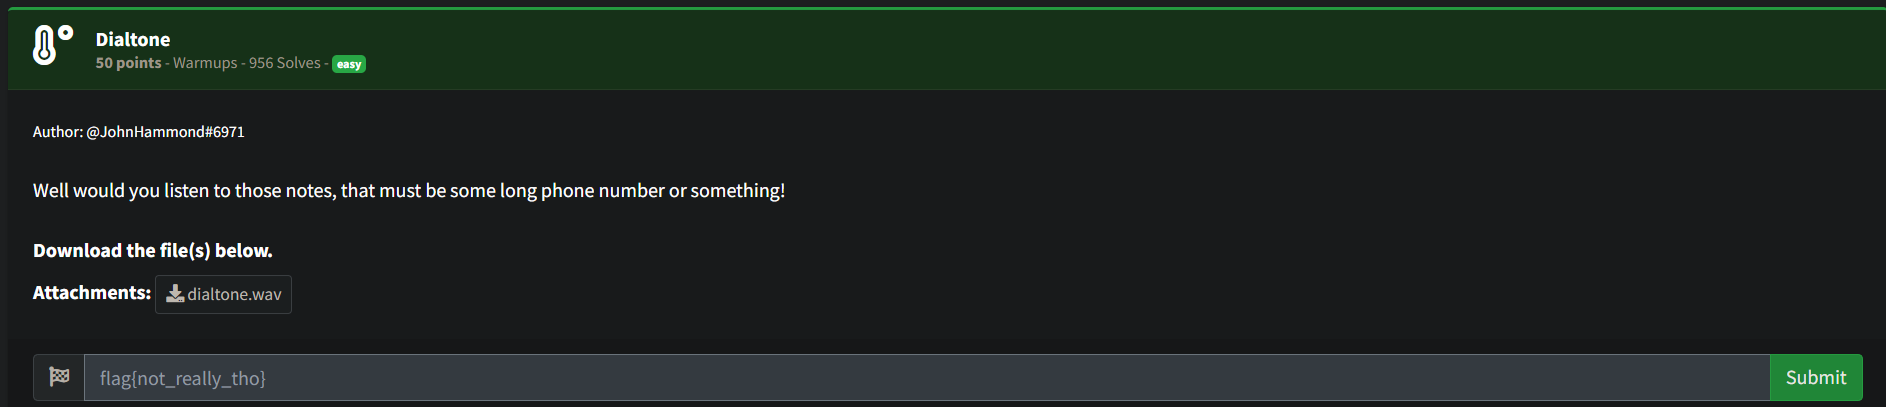 Dialtone
50 points - Warmups - 956 Solves - easy
Author: @JohnHammond#6971
Well would you listen to those notes, that must be some long phone number or something!
Download the file(s) below.
Attachments: dialtone.wav
flag{not_really_tho} Submit